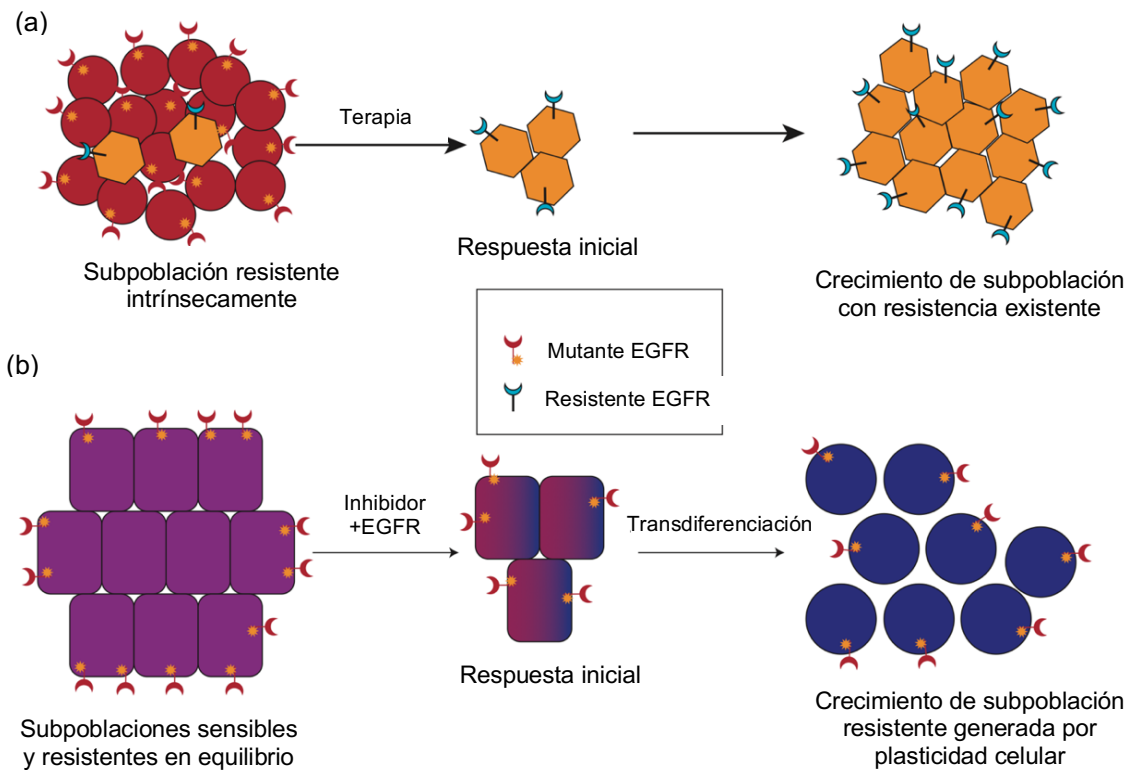 (a)
Terapia
Subpoblación resistente
intrínsecamente
Respuesta inicial
Crecimiento de subpoblación
con resistencia existente
Mutante EGFR
Resistente EGFR
(b)
Inhibidor
+EGFR
Transdiferenciación
Subpoblaciones sensibles
y resistentes en equilibrio
Respuesta inicial
Crecimiento de subpoblación
resistente generada por
plasticidad celular